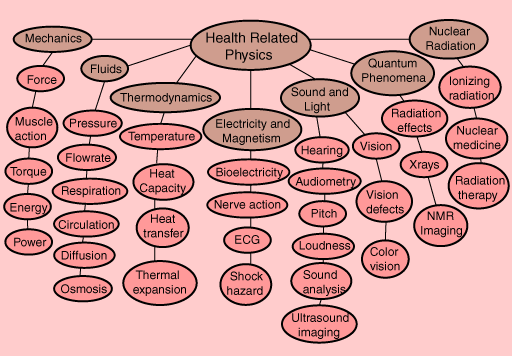 Health Related
Physics
Mechanics
Force
Muscle
action
Torque
Energy
Power
Fluids
Pressure
Flowrate
Respiration
Circulation
Diffusion
Osmosis
Thermodynamics
Temperature
Heat
Capacity
Heat
transfer
Thermal
expansion
Electricity and
Magnetism
Bioelectricity
Nerve action
ECG
Shock
hazard
Sound and
Light
Hearing
Audiometry
Pitch
Loudness
Sound
analysis
Ultrasound
imaging
Vision
Vision
defects
Color
vision
Quantum
Phenomena
Radiation
effects
Xrays
NMR
Imaging
Nuclear
Radiation
Ionizing
radiation
Nuclear
medicine
Radiation
therapy